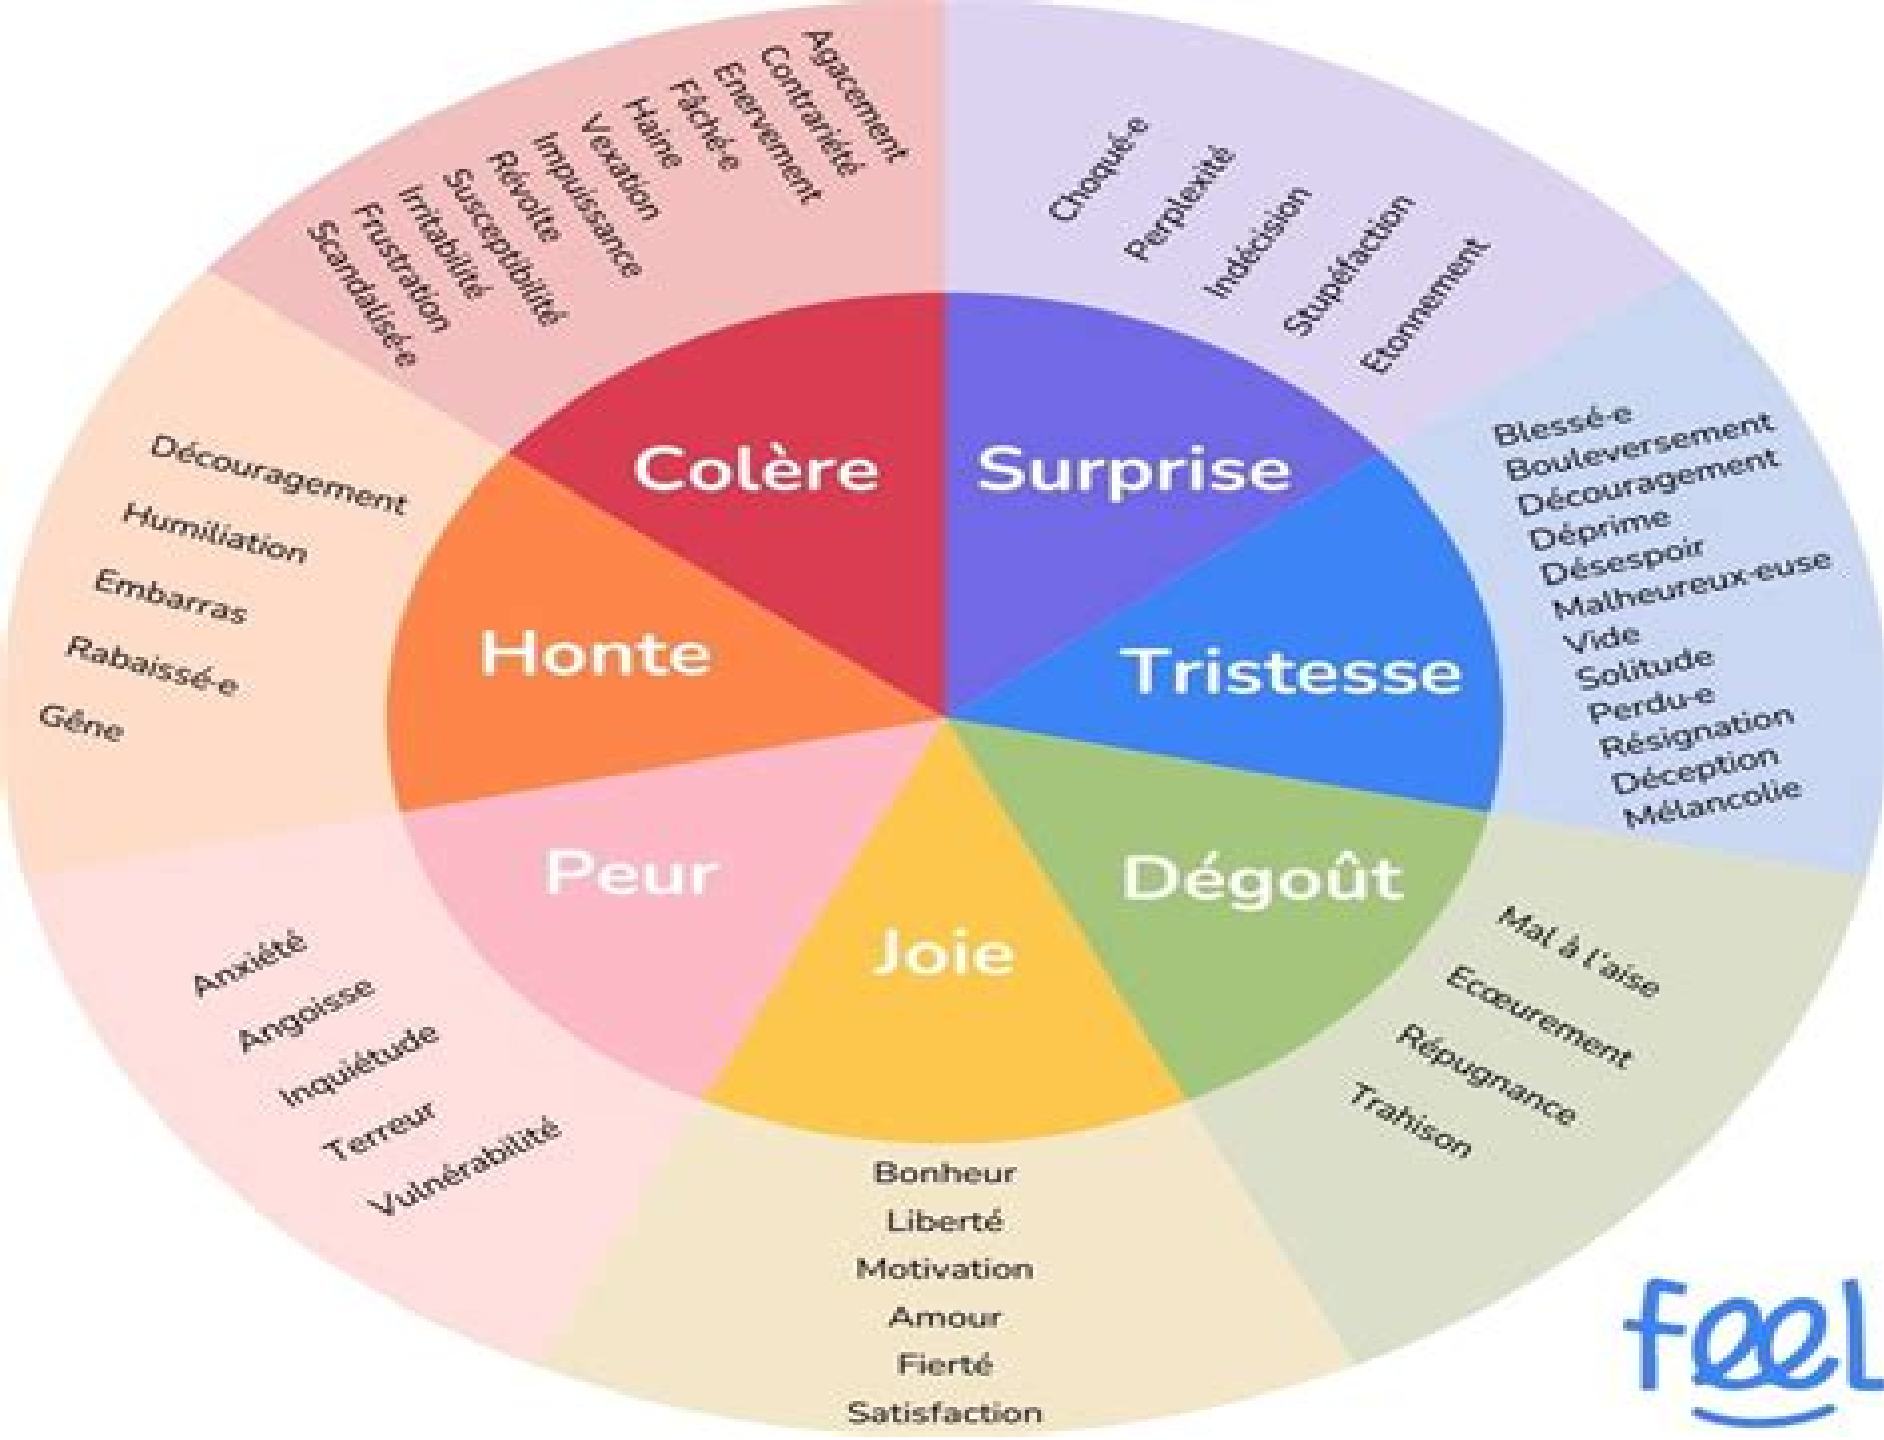 Colère
Agacement
Contrariété
Enervement
Fâché·e
Haine
Vexation
Impuissance
Révolte
Susceptibilité
Irritabilité
Frustration
Scandalisé·e
Surprise
Choqué·e
Perplexité
Indécision
Stupéfaction
Etonnement
Tristesse
Blessé·e
Bouleversement
Découragement
Déprime
Désespoir
Malheureux·euse
Vide
Solitude
Perdu·e
Résignation
Déception
Mélancolie
Dégoût
Mal à l'aise
Ecœurement
Répugnance
Trahison
Joie
Bonheur
Liberté
Motivation
Amour
Fierté
Satisfaction
Peur
Anxiété
Angoisse
Inquiétude
Terreur
Vulnérabilité
Honte
Découragement
Humiliation
Embarras
Rabaissé·e
Gêne
feel